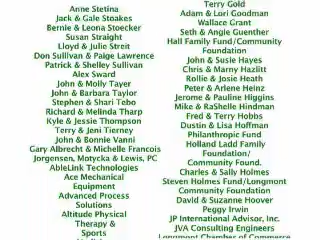 Anne Stetina
Jack & Gale Stoakes
Bernie & Leona Stoecker
Susan Straight
Lloyd & Julie Streit
Don Sullivan & Paige Lawrence
Patrick & Shelley Sullivan
Alex Sward
John & Molly Tayer
John & Barbara Taylor
Stephen & Shari Tebo
Richard & Melinda Tharp
Kyle & Jessie Thompson
Terry & Jeni Tierney
John & Bonnie Vanni
Gary Albrecht & Michelle Francois
Jorgensen, Motycka & Lewis, PC
AbleLink Technologies
Ace Mechanical
Equipment
Advanced Process
Solutions
Altitude Physical
Therapy &
Sports
Terry Gold
Adam & Lori Goodman
Wallace Grant
Seth & Angie Guenther
Hall Family Fund/Community
Foundation
John & Susie Hayes
Chris & Marny Hazlitt
Rollie & Josie Heath
Peter & Arlene Heinz
Jerome & Pauline Higgins
Mike & RaShelle Hindman
Fred & Terry Hobbs
Dustin & Lisa Hoffman
Philanthropic Fund
Holland Ladd Family
Foundation/
Community Found.
Charles & Sally Holmes
Steven Holmes Fund/Longmont
Community Foundation
David & Suzanne Hoover
Peggy Irwin
JP International Advisor, Inc.
JVA Consulting Engineers
Longmont Chamber of Commerce